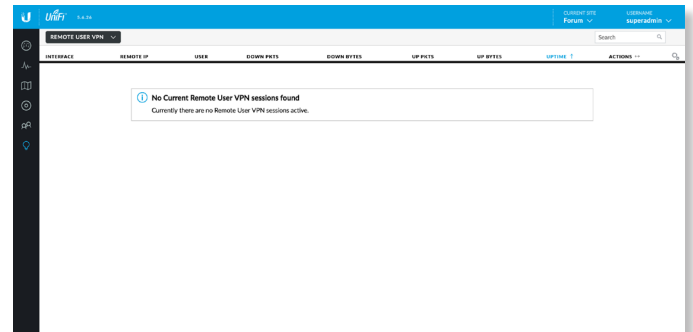 UniFi 5.4.36
CURRENT SITE
Forum
USERNAME
superadmin
REMOTE USER VPN
Search
INTERFACE REMOTE IP USER DOWN PKTS DOWN BYTES UP PKTS UP BYTES UPTIME ACTIONS
No Current Remote User VPN sessions found
Currently there are no Remote User VPN sessions active.